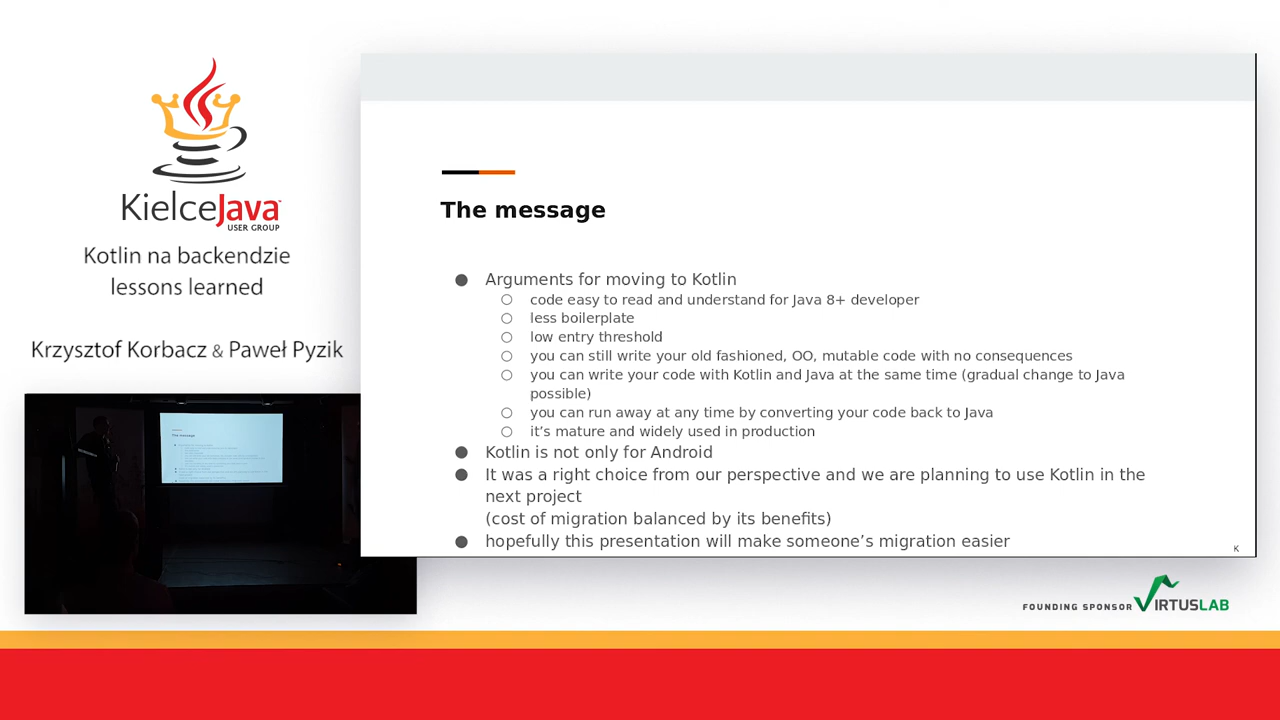 KielceJava
USER GROUP
Kotlin na backendzie
lessons learned
Krzysztof Korbacz & Paweł Pyzik
The message
● Arguments for moving to Kotlin
○ code easy to read and understand for Java 8+ developer
○ less boilerplate
○ low entry threshold
○ you can still write your old fashioned, OO, mutable code with no consequences
○ you can write your code with Kotlin and Java at the same time (gradual change to Java
possible)
○ you can run away at any time by converting your code back to Java
○ it’s mature and widely used in production
● Kotlin is not only for Android
● It was a right choice from our perspective and we are planning to use Kotlin in the
next project
(cost of migration balanced by its benefits)
● hopefully this presentation will make someone’s migration easier
K
The message
FOUNDING SPONSOR VIRTUSLAB